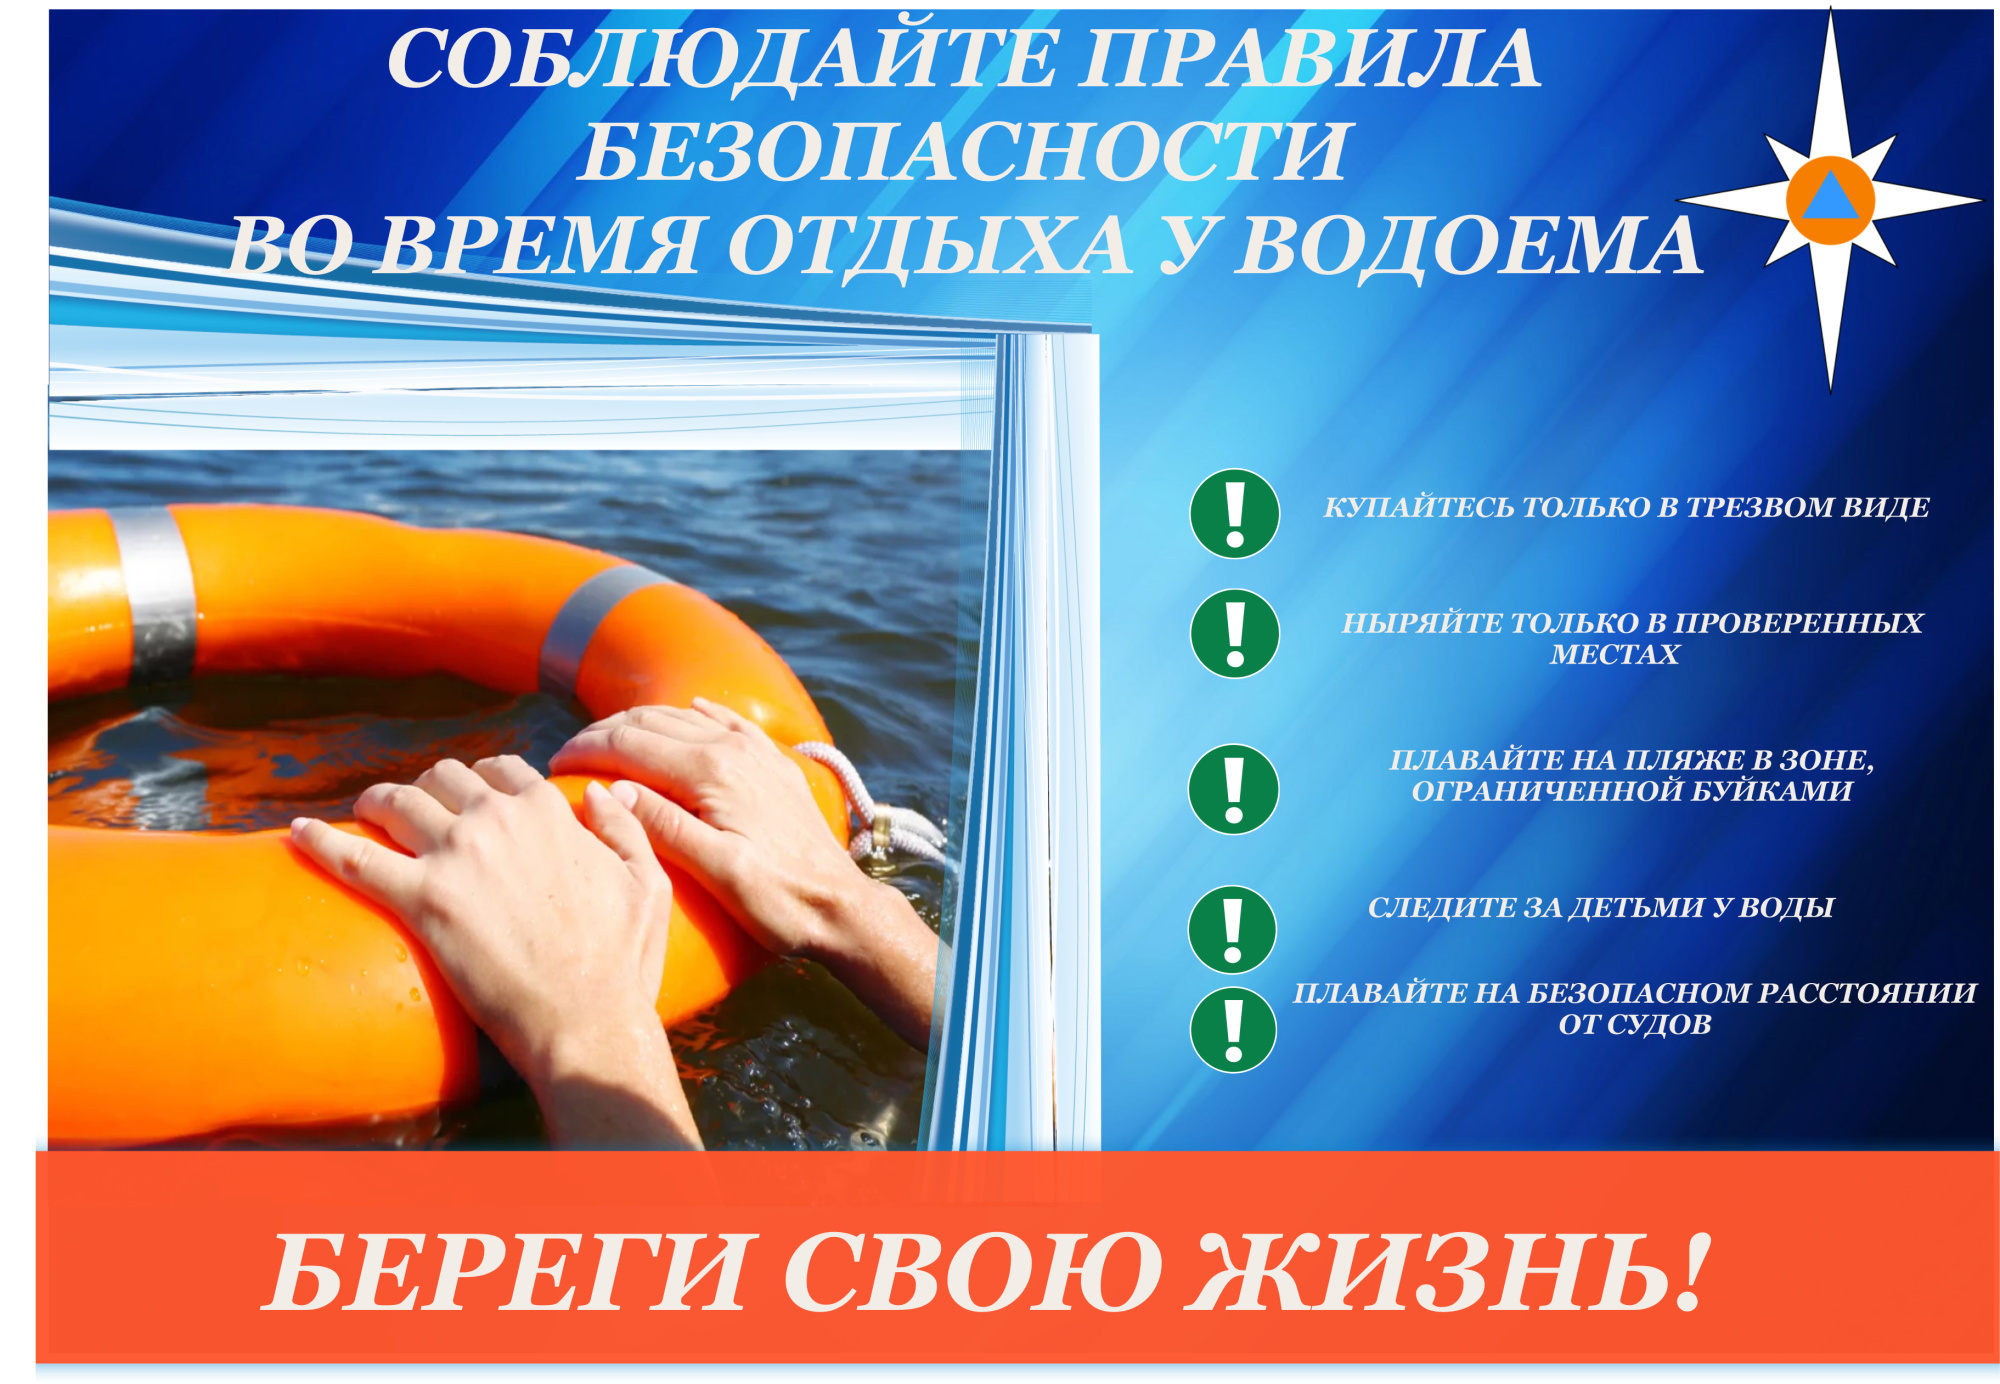 СОБЛЮДАЙТЕ ПРАВИЛА
БЕЗОПАСНОСТИ
ВО ВРЕМЯ ОТДЫХА У ВОДОЕМА
КУПАЙТЕСЬ ТОЛЬКО В ТРЕЗВОМ ВИДЕ
НЫРЯЙТЕ ТОЛЬКО В ПРОВЕРЕННЫХ
МЕСТАХ
ПЛАВАЙТЕ НА ПЛЯЖЕ В ЗОНЕ,
ОГРАНИЧЕННОЙ БУЙКАМИ
СЛЕДИТЕ ЗА ДЕТЬМИ У ВОДЫ
ПЛАВАЙТЕ НА БЕЗОПАСНОМ РАССТОЯНИИ
ОТ СУДОВ
БЕРЕГИ СВОЮ ЖИЗНЬ!